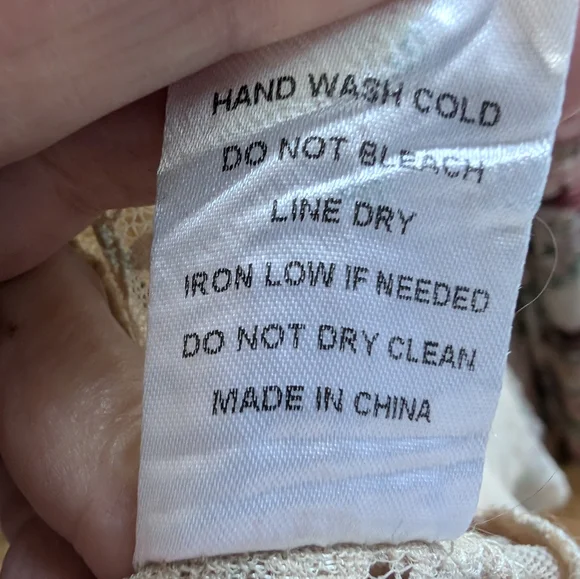 HAND WASH COLD
DO NOT BLEACH
LINE DRY
IRON LOW IF NEEDED
DO NOT DRY CLEAN
MADE IN CHINA